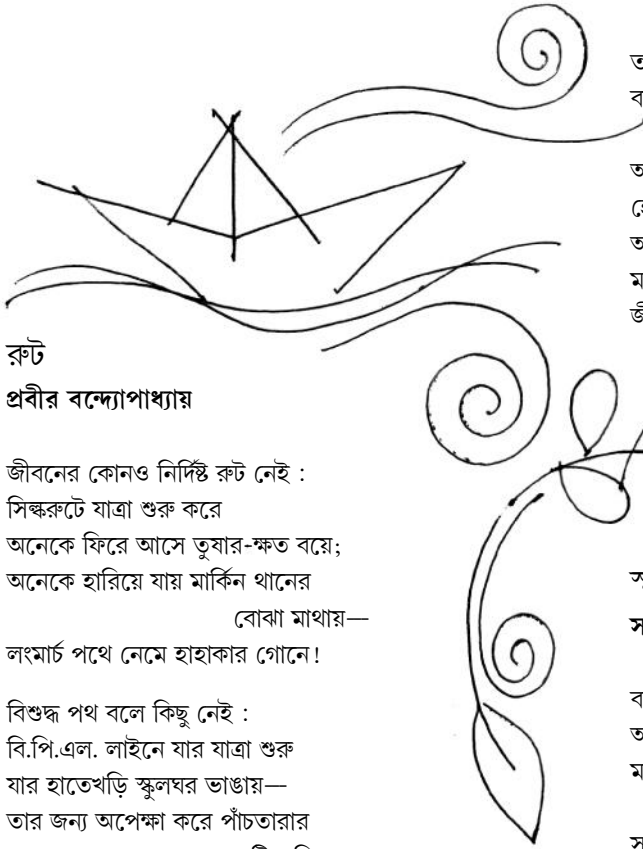 রুট
প্রবীর বন্দ্যোপাধ্যায়
জীবনের কোনও নির্দিষ্ট রুট নেই :
সিল্করুটে যাত্রা শুরু করে
অনেকে ফিরে আসে তুষার-ক্ষত বয়ে;
অনেকে হারিয়ে যায় মার্কিন থানের
বোঝা মাথায়—
লংমার্চ পথে নেমে হাহাকার গোনে!
বিশুদ্ধ পথ বলে কিছু নেই :
বি.পি.এল. লাইনে যার যাত্রা শুরু
যার হাতেখড়ি স্কুলঘর ভাঙায়—
তার জন্য অপেক্ষা করে পাঁচতারার